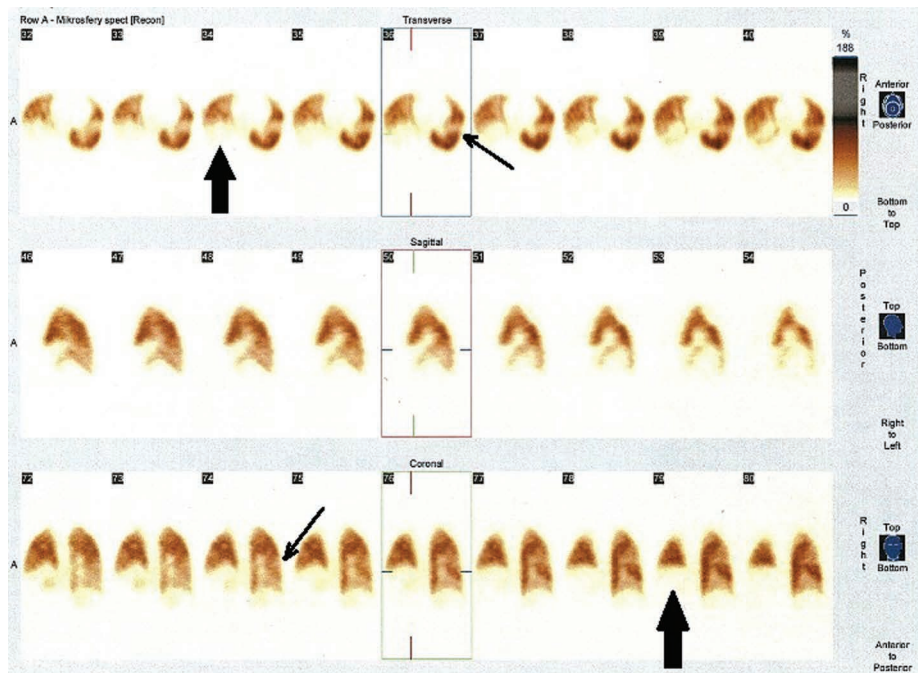 Row A - Mikrosfery spect [Recon]
Transverse
32 33 34 35 36 37 38 39 40
%
188
0
A
Right
Anterior
Posterior
Bottom
to
Top
Sagittal
46 47 48 49 50 51 52 53 54
A
Posterior
Top
Bottom
Right
to
Left
Coronal
72 73 74 75 76 77 78 79 80
A
Right
Top
Bottom
Anterior
to
Posterior